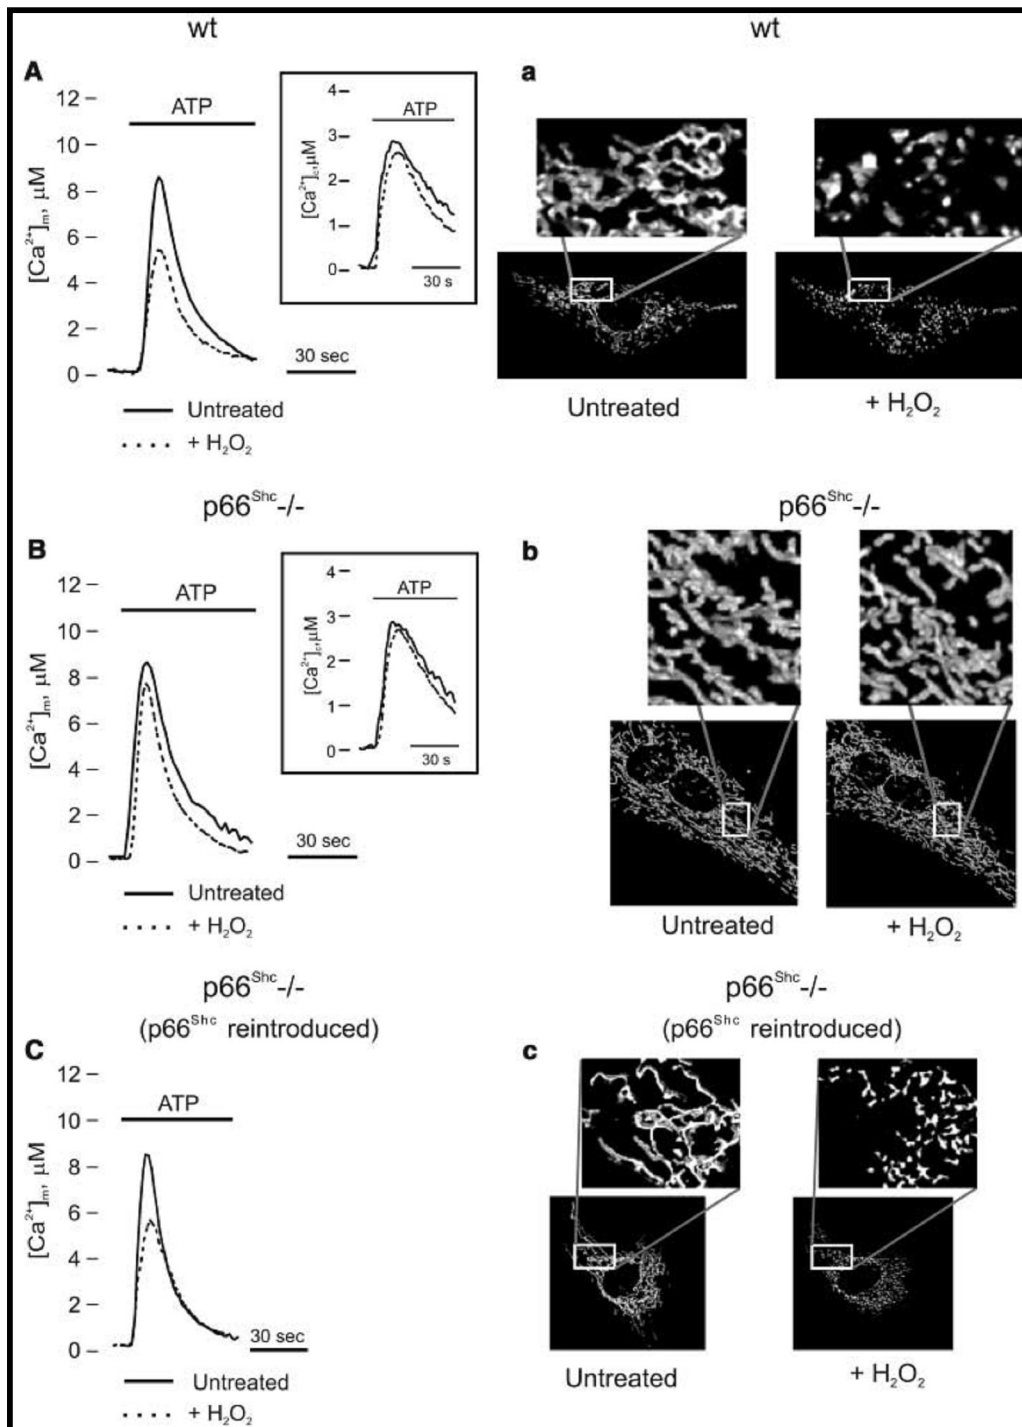 wt
A
[Ca²⁺]m, μM
12
10
8
6
4
2
0
ATP
[Ca²⁺]c, μM
4
3
2
1
0
ATP
30 s
30 sec
Untreated
+ H₂O₂
wt
a
Untreated
+ H₂O₂
p66Shc-/-
B
[Ca²⁺]m, μM
12
10
8
6
4
2
0
ATP
[Ca²⁺]c, μM
4
3
2
1
0
ATP
30 s
30 sec
Untreated
+ H₂O₂
p66Shc-/-
b
Untreated
+ H₂O₂
p66Shc-/-
(p66Shc reintroduced)
C
[Ca²⁺]m, μM
12
10
8
6
4
2
0
ATP
30 sec
Untreated
+ H₂O₂
p66Shc-/-
(p66Shc reintroduced)
c
Untreated
+ H₂O₂